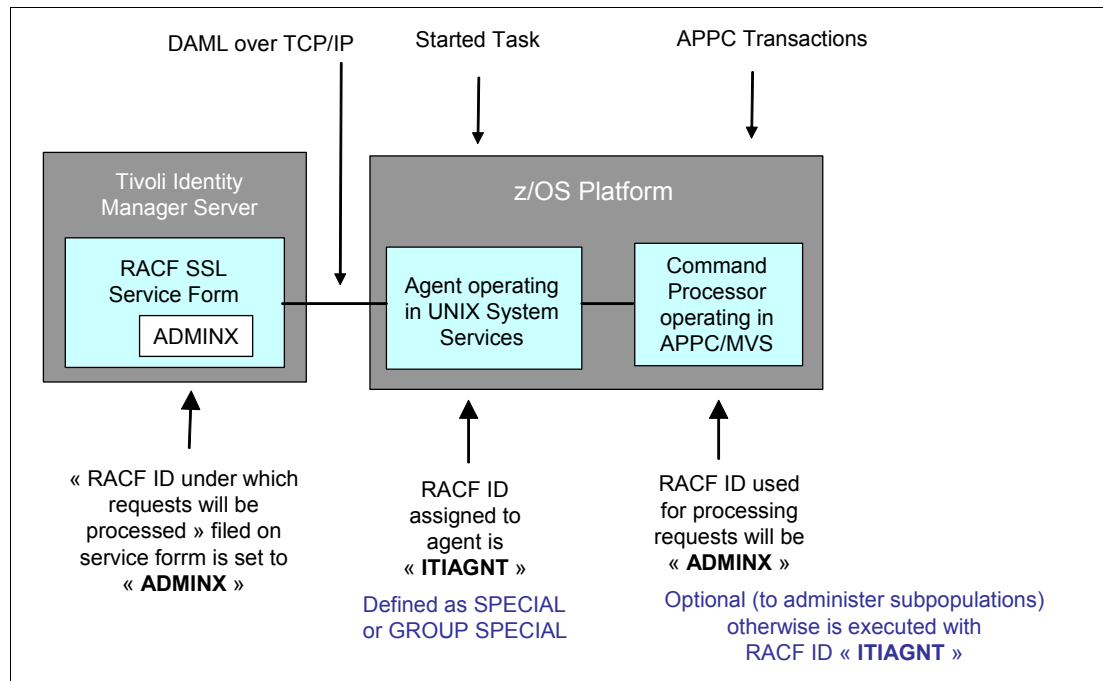 DAML over TCP/IP
Started Task
APPC Transactions
Tivoli Identity
Manager Server
RACF SSL
Service Form
ADMINX
z/OS Platform
Agent operating
in UNIX System
Services
Command
Processor
operating in
APPC/MVS
« RACF ID under which
requests will be
processed » filed on
service forrm is set to
« ADMINX »
RACF ID
assigned to
agent is
« ITIAGNT »
Defined as SPECIAL
or GROUP SPECIAL
RACF ID used
for processing
requests will be
« ADMINX »
Optional (to administer subpopulations)
otherwise is executed with
RACF ID « ITIAGNT »